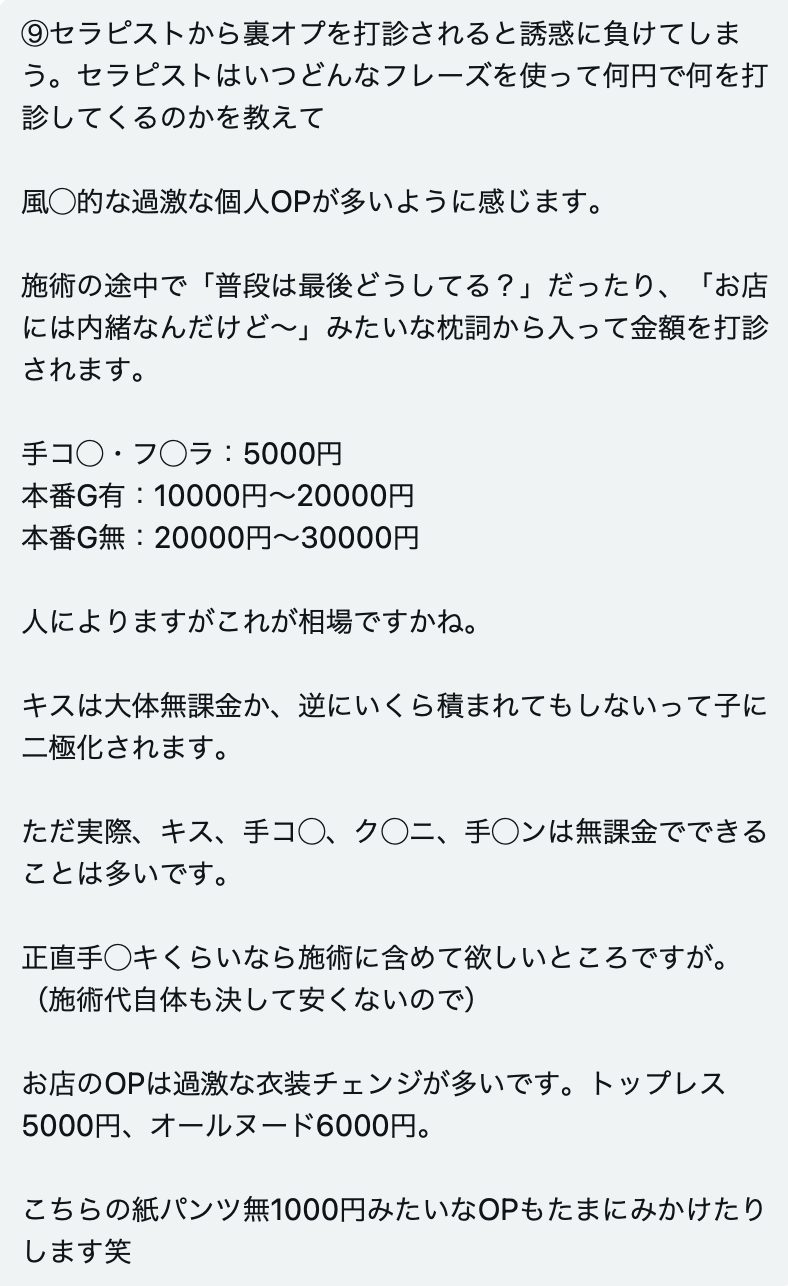 ⑨セラピストから裏オプを打診されると誘惑に負けてしま
う。セラピストはいつどんなフレーズを使って何円で何を打
診してくるのかを教えて
風◯的な過激な個人OPが多いように感じます。
施術の途中で「普段は最後どうしてる？」だったり、「お店
には内緒なんだけど〜」みたいな枕詞から入って金額を打診
されます。
手コ◯・フ◯ラ：5000円
本番G有：10000円〜20000円
本番G無：20000円〜30000円
人によりますがこれが相場ですかね。
キスは大体無課金か、逆にいくら積まれてもしないって子に
二極化されます。
ただ実際、キス、手コ◯、ク◯ニ、手◯ンは無課金でできる
ことは多いです。
正直手◯キくらいなら施術に含めて欲しいところですが。
（施術代自体も決して安くないので）
お店のOPは過激な衣装チェンジが多いです。トップレス
5000円、オールヌード6000円。
こちらの紙パンツ無1000円みたいなOPもたまにみかけたり
します笑